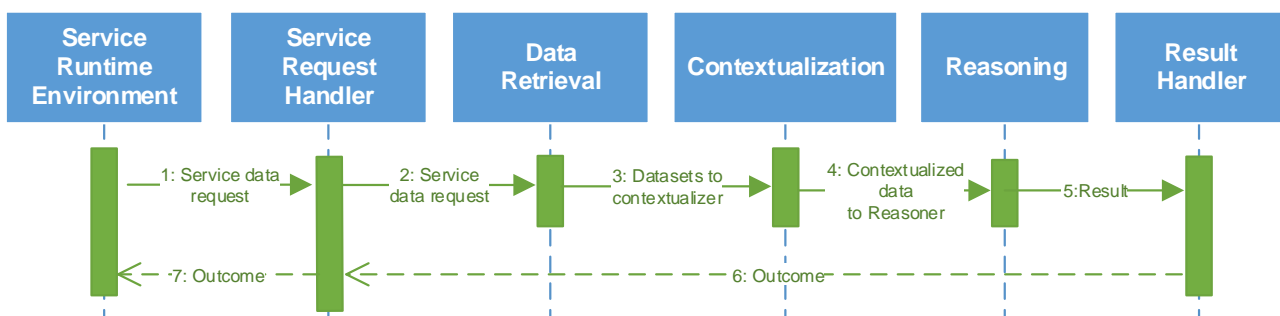 Service
Runtime
Environment
Service
Request
Handler
Data
Retrieval
Contextualization
Reasoning
Result
Handler
1: Service data
request
2: Service
data request
3: Datasets to
contextualizer
4: Contextualized
data
to Reasoner
5:Result
7: Outcome
6: Outcome